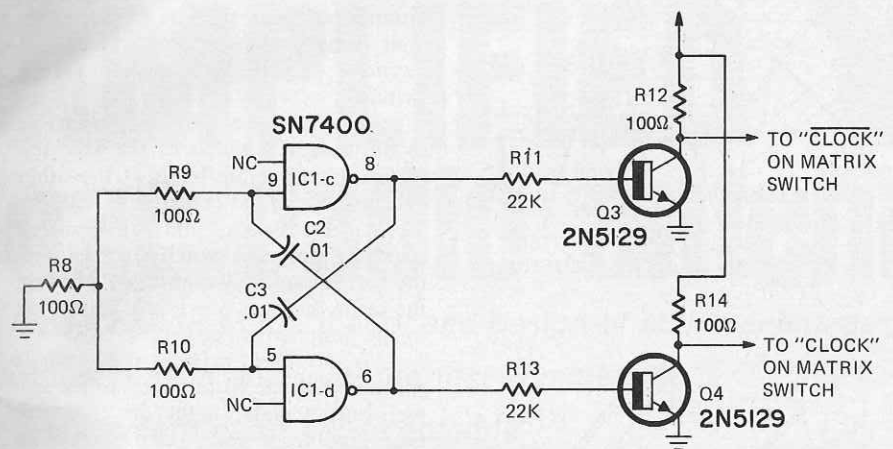 SN7400
NC
9
IC1-c
8
R9
100Ω
C2
.01
R8
100Ω
C3
.01
R10
100Ω
5
IC1-d
6
NC
R11
22K
R13
22K
R12
100Ω
TO "C̅L̅O̅C̅K̅"
ON MATRIX
SWITCH
Q3
2N5129
R14
100Ω
TO "CLOCK"
ON MATRIX
SWITCH
Q4
2N5129